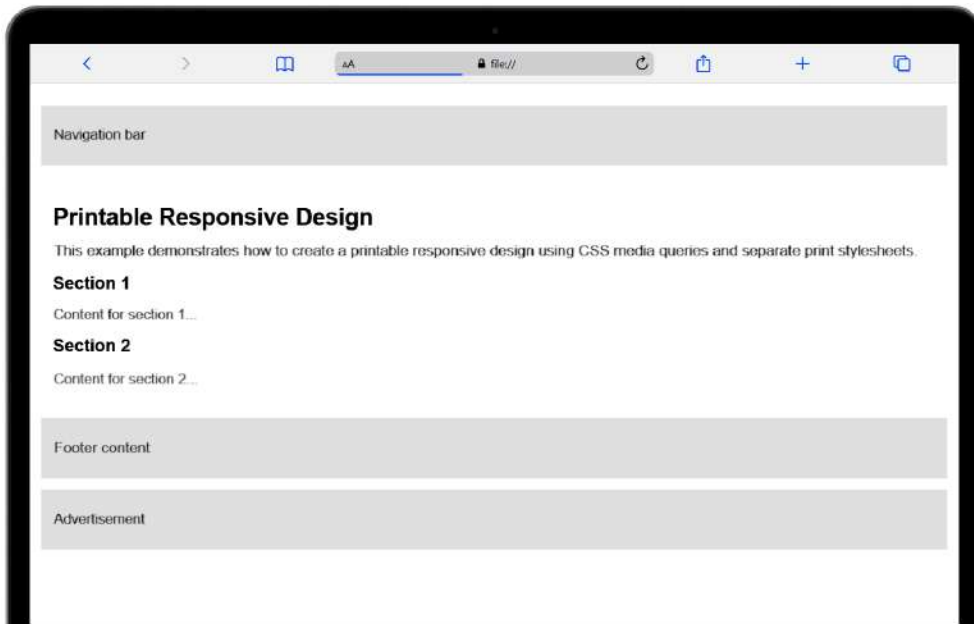 AA
file://
Navigation bar
Printable Responsive Design
This example demonstrates how to create a printable responsive design using CSS media queries and separate print stylesheets.
Section 1
Content for section 1...
Section 2
Content for section 2...
Footer content
Advertisement